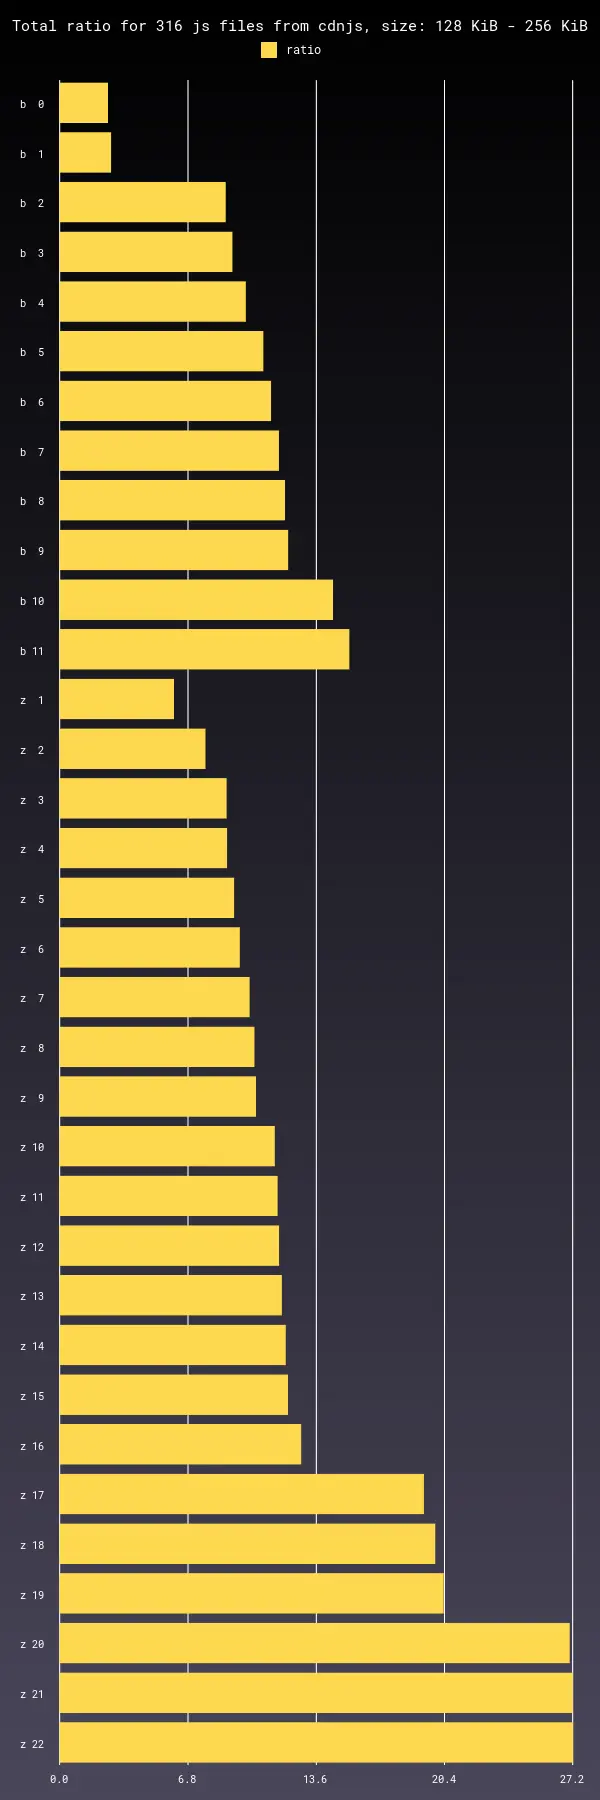 Total ratio for 316 js files from cdnjs, size: 128 KiB - 256 KiB
ratio
b 0
b 1
b 2
b 3
b 4
b 5
b 6
b 7
b 8
b 9
b 10
b 11
z 1
z 2
z 3
z 4
z 5
z 6
z 7
z 8
z 9
z 10
z 11
z 12
z 13
z 14
z 15
z 16
z 17
z 18
z 19
z 20
z 21
z 22
0.0 6.8 13.6 20.4 27.2